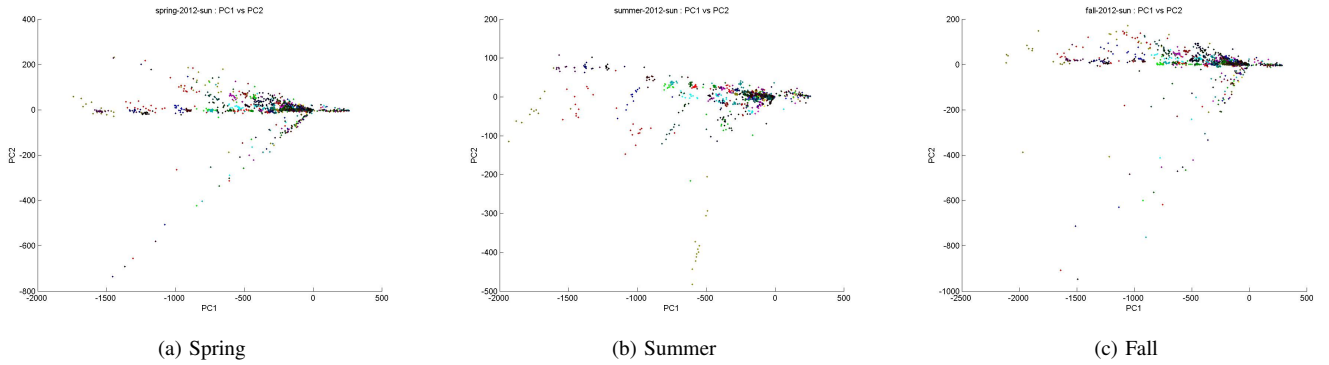 spring-2012-sun : PC1 vs PC2
400
200
0
-200
-400
-600
-800
PC2
-2000 -1500 -1000 -500 0 500
PC1
(a) Spring
summer-2012-sun : PC1 vs PC2
200
100
0
-100
-200
-300
-400
-500
PC2
-2000 -1500 -1000 -500 0 500
PC1
(b) Summer
fall-2012-sun : PC1 vs PC2
200
0
-200
-400
-600
-800
-1000
PC2
-2500 -2000 -1500 -1000 -500 0 500
PC1
(c) Fall